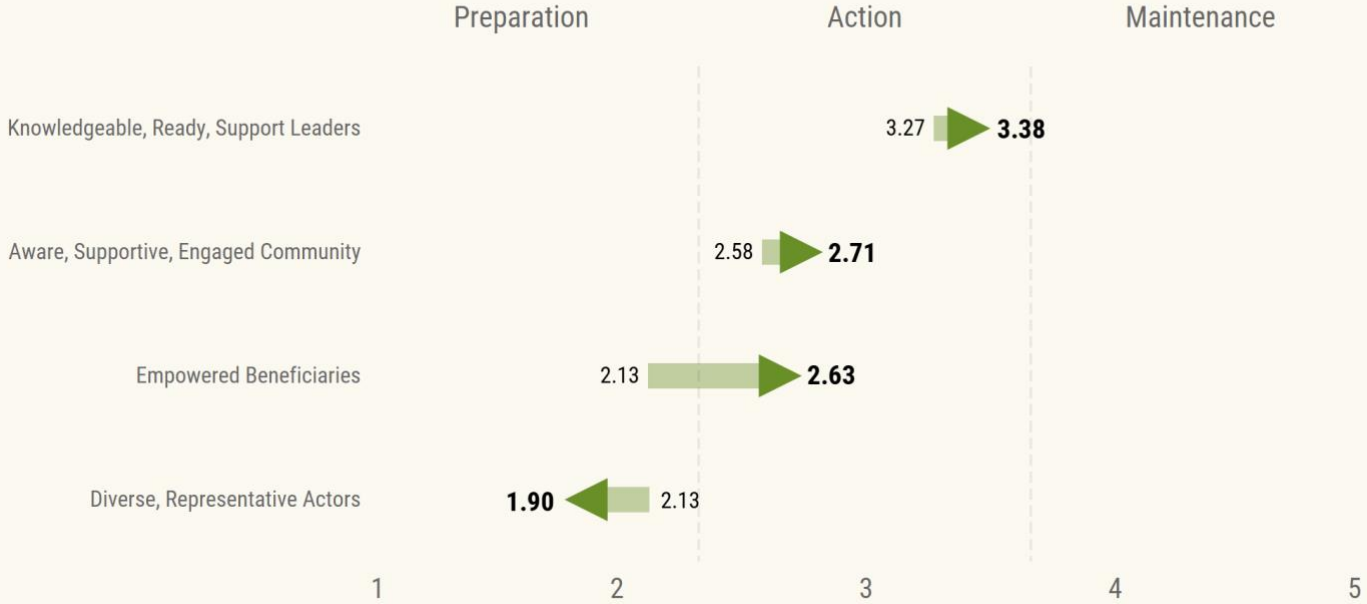 Preparation Action Maintenance
Knowledgeable, Ready, Support Leaders 3.27 3.38
Aware, Supportive, Engaged Community 2.58 2.71
Empowered Beneficiaries 2.13 2.63
Diverse, Representative Actors 1.90 2.13
1 2 3 4 5